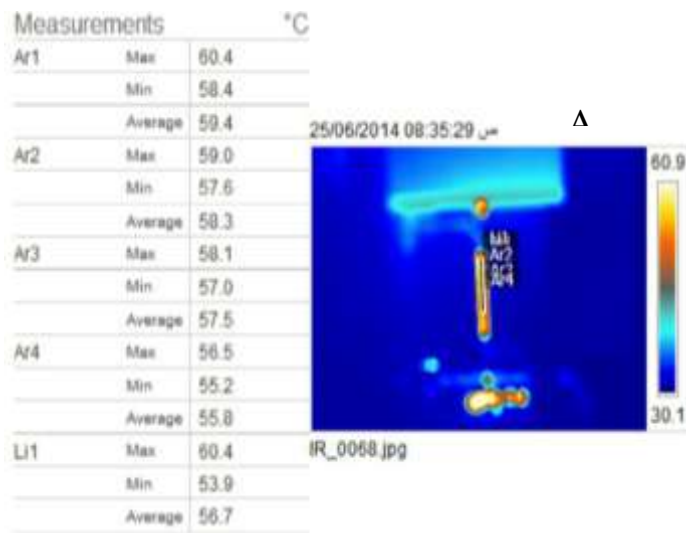 Measurements °C
Ar1 Max 60.4
Min 58.4
Average 59.4
Ar2 Max 59.0
Min 57.6
Average 58.3
Ar3 Max 58.1
Min 57.0
Average 57.5
Ar4 Max 56.5
Min 55.2
Average 55.8
Li1 Max 60.4
Min 53.9
Average 56.7
Δ
25/06/2014 08:35:29 ص
60.9
Ar2
Ar4
30.1
IR_0068.jpg